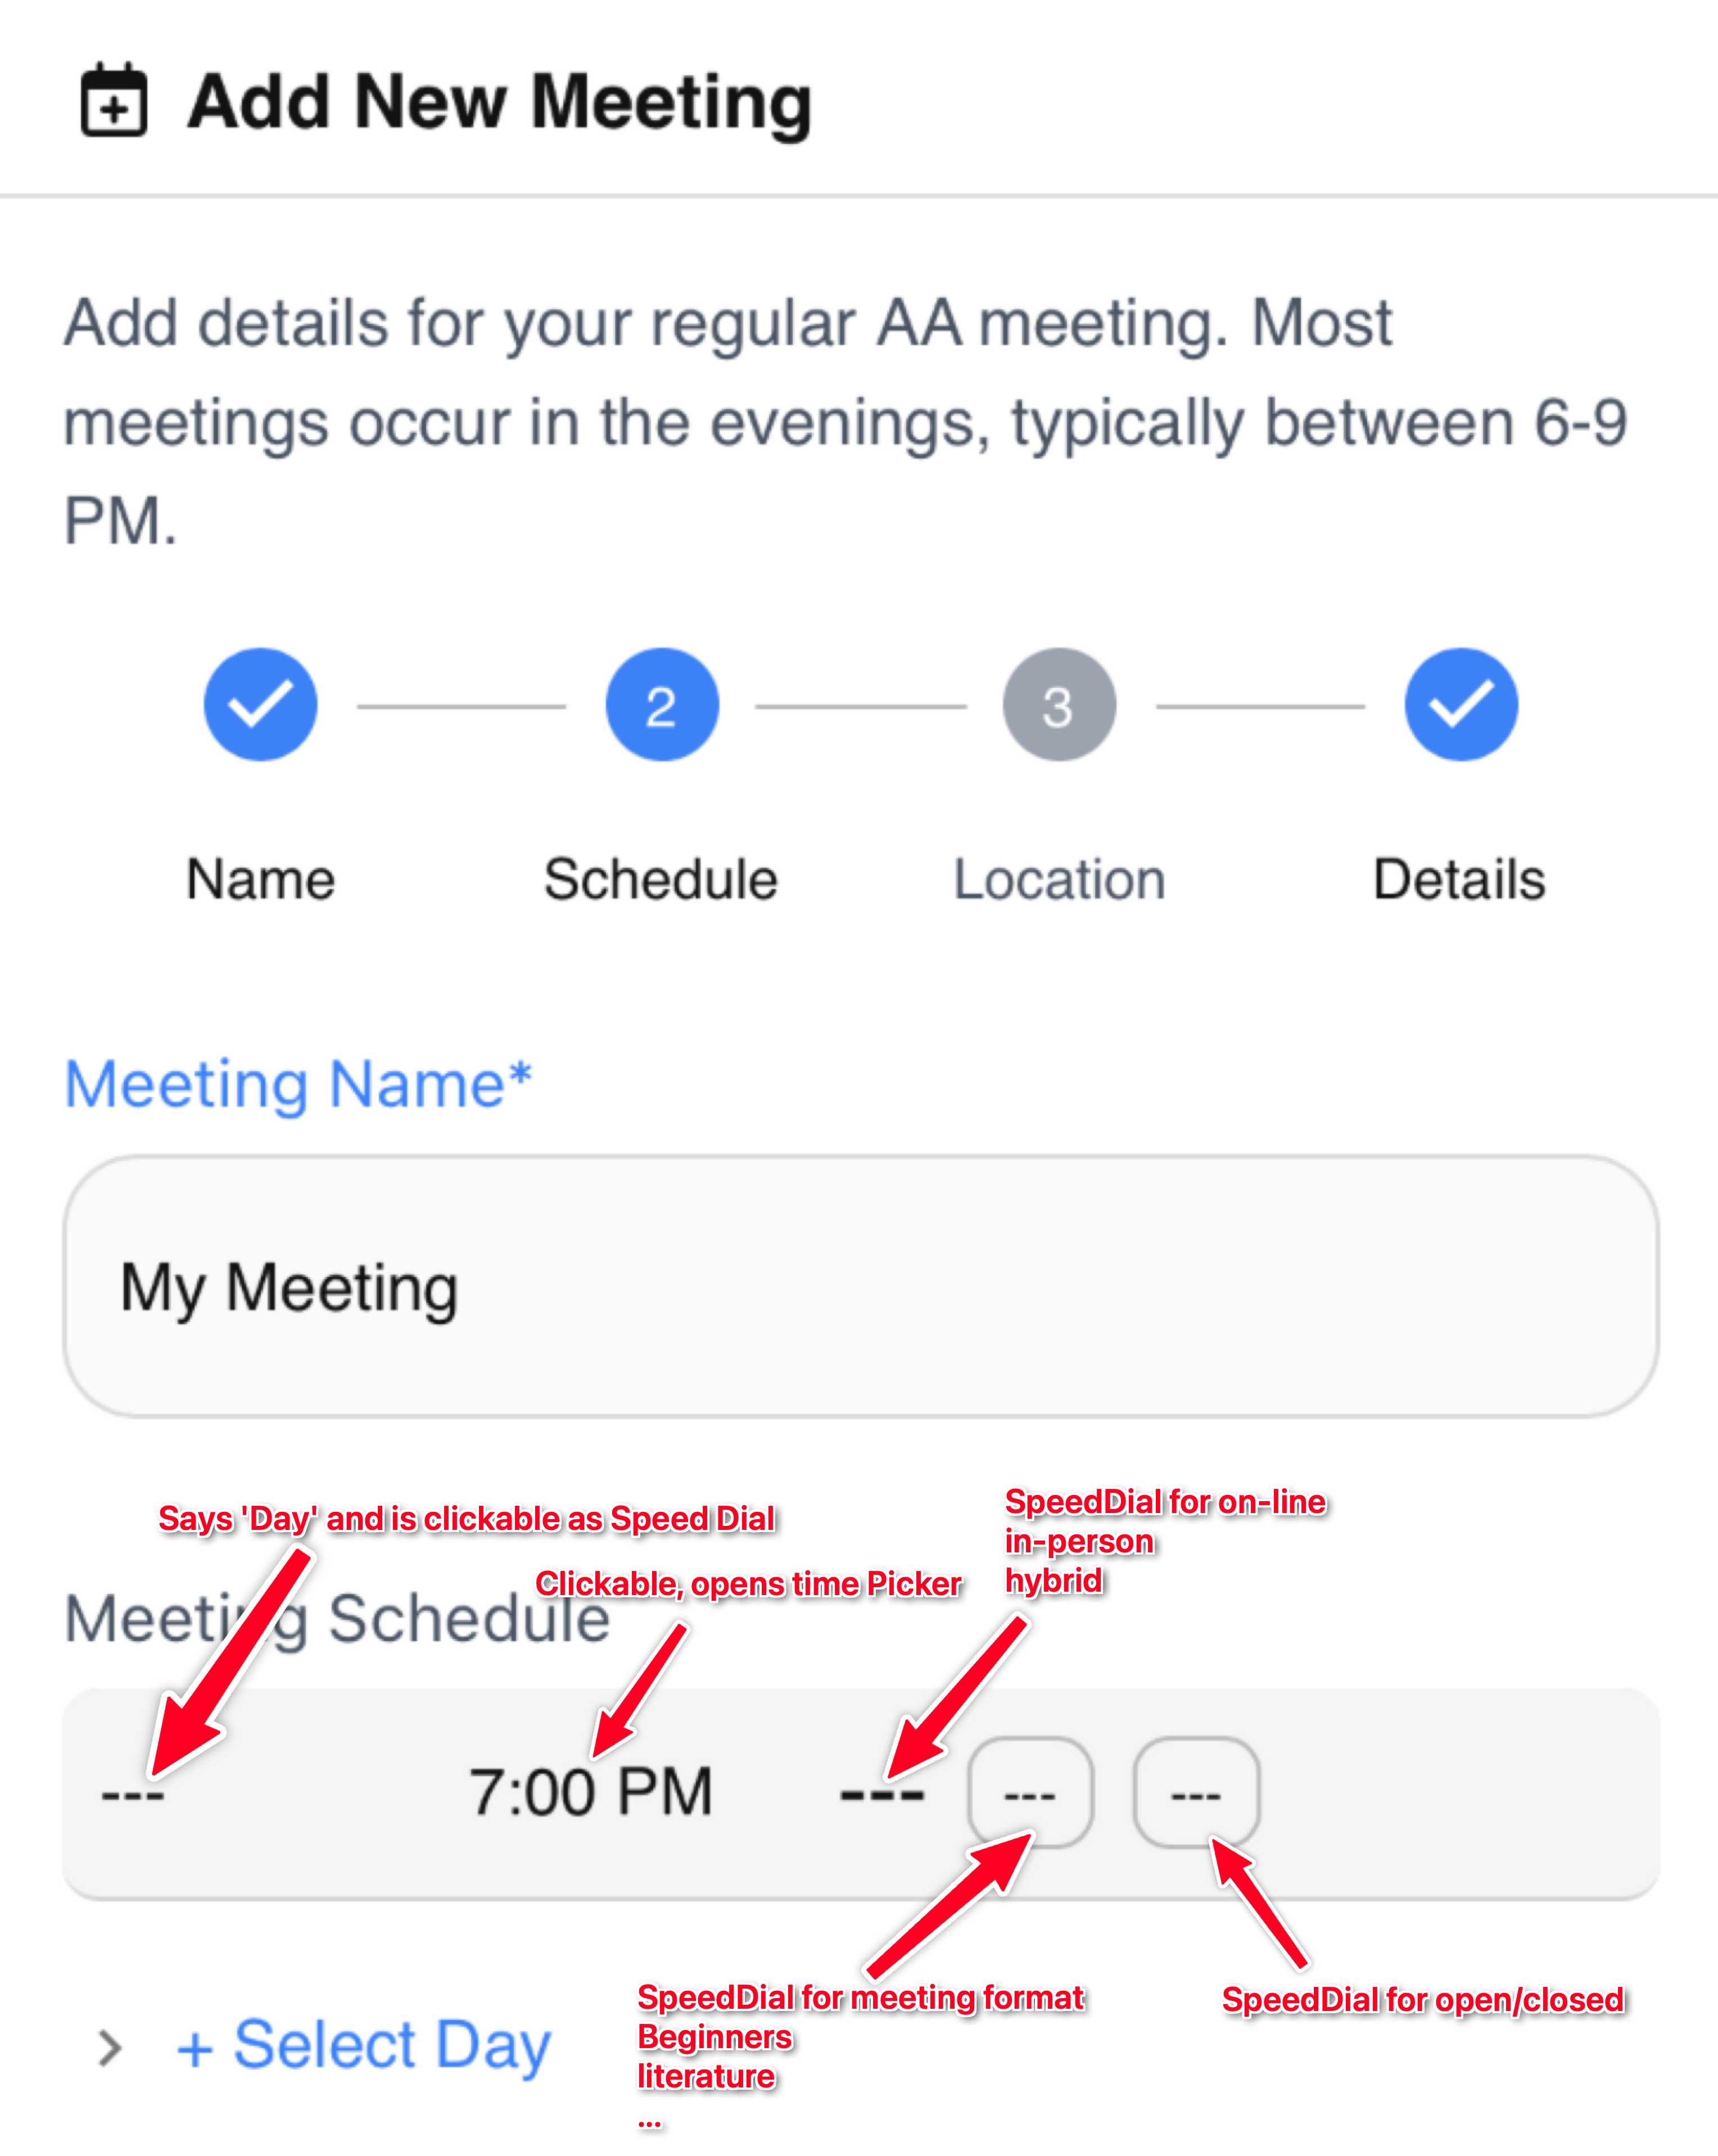 Add New Meeting
Add details for your regular AA meeting. Most
meetings occur in the evenings, typically between 6-9
PM.
2
3
Name
Schedule
Location
Details
Meeting Name*
My Meeting
Says 'Day' and is clickable as Speed Dial
SpeedDial for on-line
in-person
hybrid
Clickable, opens time Picker
Meeting Schedule
--- 7:00 PM --- --- ---
SpeedDial for meeting format
Beginners
literature
...
SpeedDial for open/closed
> + Select Day